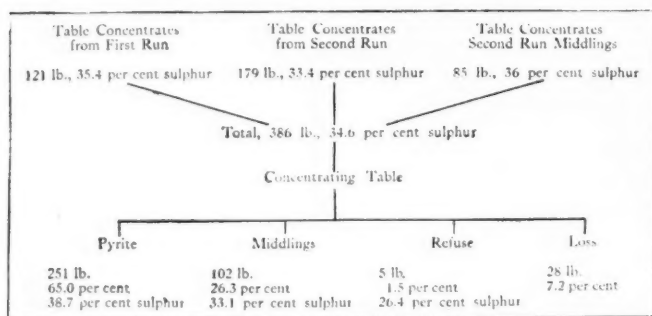 Table Concentrates from First Run
Table Concentrates from Second Run
Table Concentrates Second Run Middlings
121 lb., 35.4 per cent sulphur
179 lb., 33.4 per cent sulphur
85 lb., 36 per cent sulphur
Total, 386 lb., 34.6 per cent sulphur
Concentrating Table
Pyrite
251 lb.
65.0 per cent
38.7 per cent sulphur
Middlings
102 lb.
26.3 per cent
33.1 per cent sulphur
Refuse
5 lb.
1.5 per cent
26.4 per cent sulphur
Loss
28 lb.
7.2 per cent